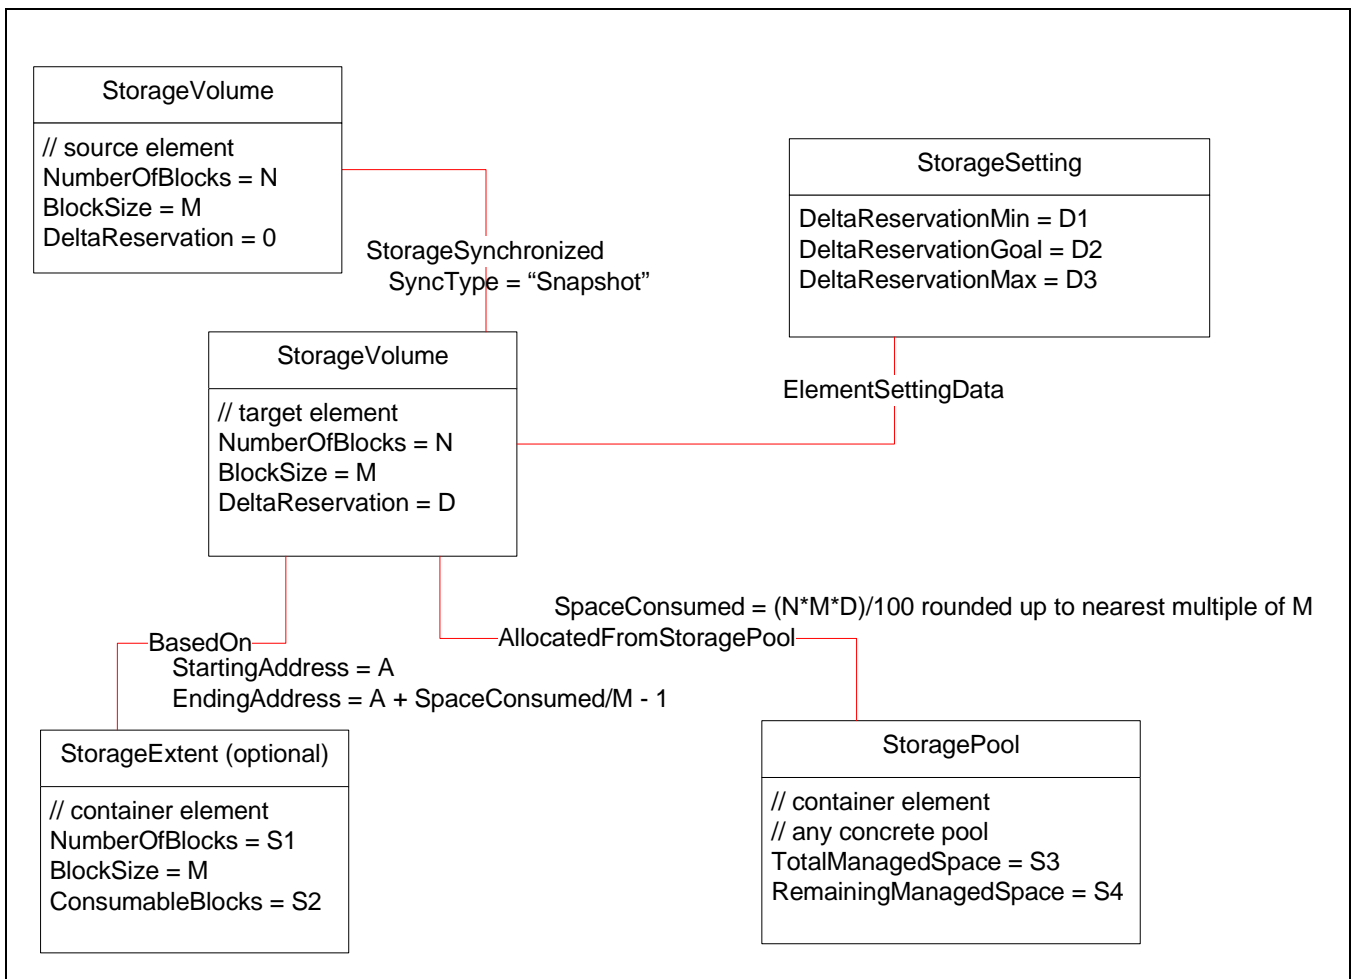 StorageVolume
// source element
NumberOfBlocks = N
BlockSize = M
DeltaReservation = 0
StorageSetting
DeltaReservationMin = D1
DeltaReservationGoal = D2
DeltaReservationMax = D3
StorageSynchronized
SyncType = “Snapshot”
StorageVolume
// target element
NumberOfBlocks = N
BlockSize = M
DeltaReservation = D
ElementSettingData
SpaceConsumed = (N*M*D)/100 rounded up to nearest multiple of M
AllocatedFromStoragePool
BasedOn
StartingAddress = A
EndingAddress = A + SpaceConsumed/M - 1
StorageExtent (optional)
// container element
NumberOfBlocks = S1
BlockSize = M
ConsumableBlocks = S2
StoragePool
// container element
// any concrete pool
TotalManagedSpace = S3
RemainingManagedSpace = S4